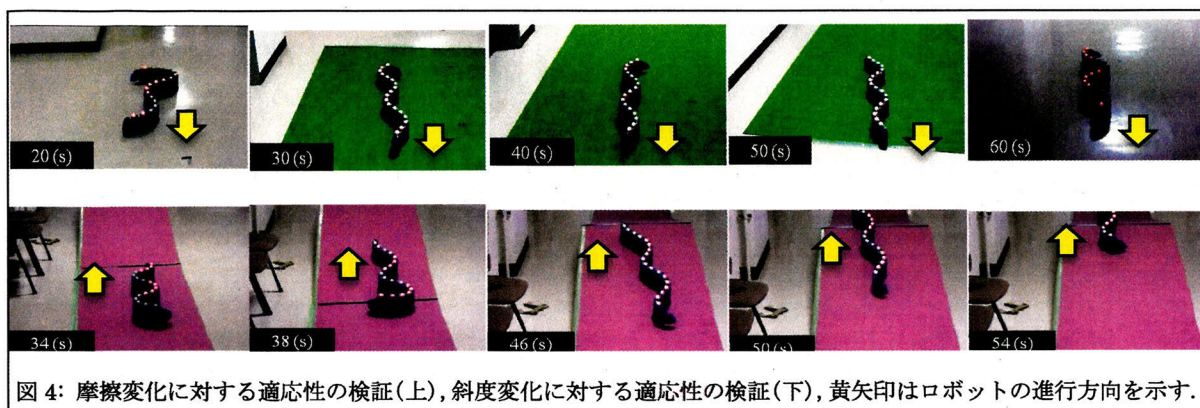 20(s)
30(s)
40(s)
50(s)
60(s)
34(s)
38(s)
46(s)
50(s)
54(s)
図 4: 摩擦変化に対する適応性の検証(上), 斜度変化に対する適応性の検証(下), 黄矢印はロボットの進行方向を示す.